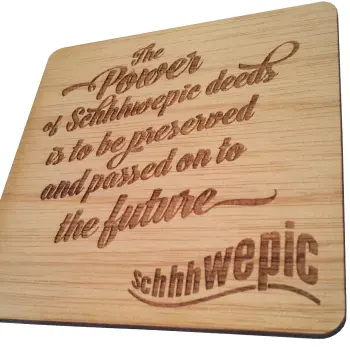 The
Power
of Schhhwepic deeds
is to be preserved
and passed on to
the future
Schhhwepic